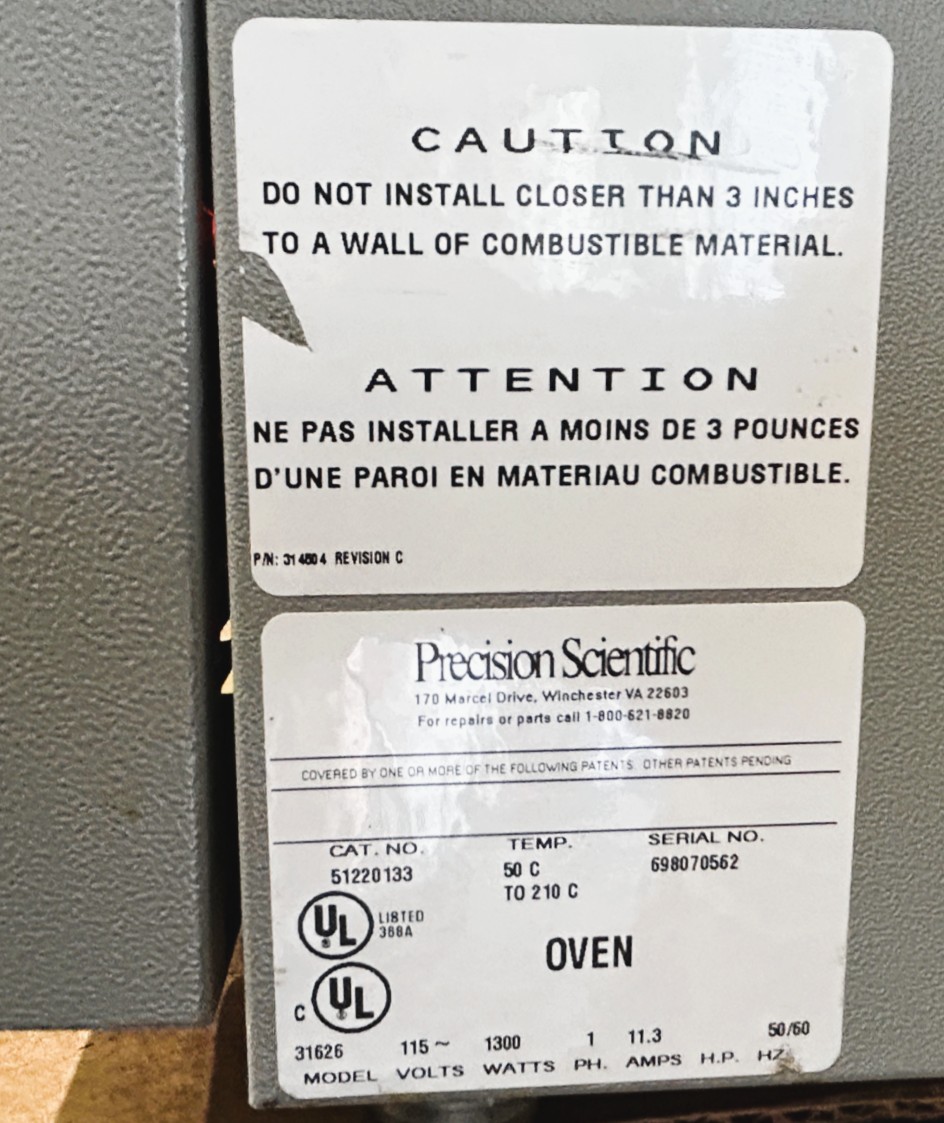 CAUTION
DO NOT INSTALL CLOSER THAN 3 INCHES
TO A WALL OF COMBUSTIBLE MATERIAL.
ATTENTION
NE PAS INSTALLER A MOINS DE 3 POUNCES
D'UNE PAROI EN MATERIAU COMBUSTIBLE.
P/N: 314804 REVISION C
Precision Scientific
170 Marcel Drive, Winchester VA 22603
For repairs or parts call 1-800-621-8820
COVERED BY ONE OR MORE OF THE FOLLOWING PATENTS. OTHER PATENTS PENDING
CAT. NO. TEMP. SERIAL NO.
51220133 50 C 698070562
TO 210 C
UL LISTED
368A
OVEN
C UL
31626 115~ 1300 1 11.3 50/60
MODEL VOLTS WATTS PH. AMPS H.P. HZ.